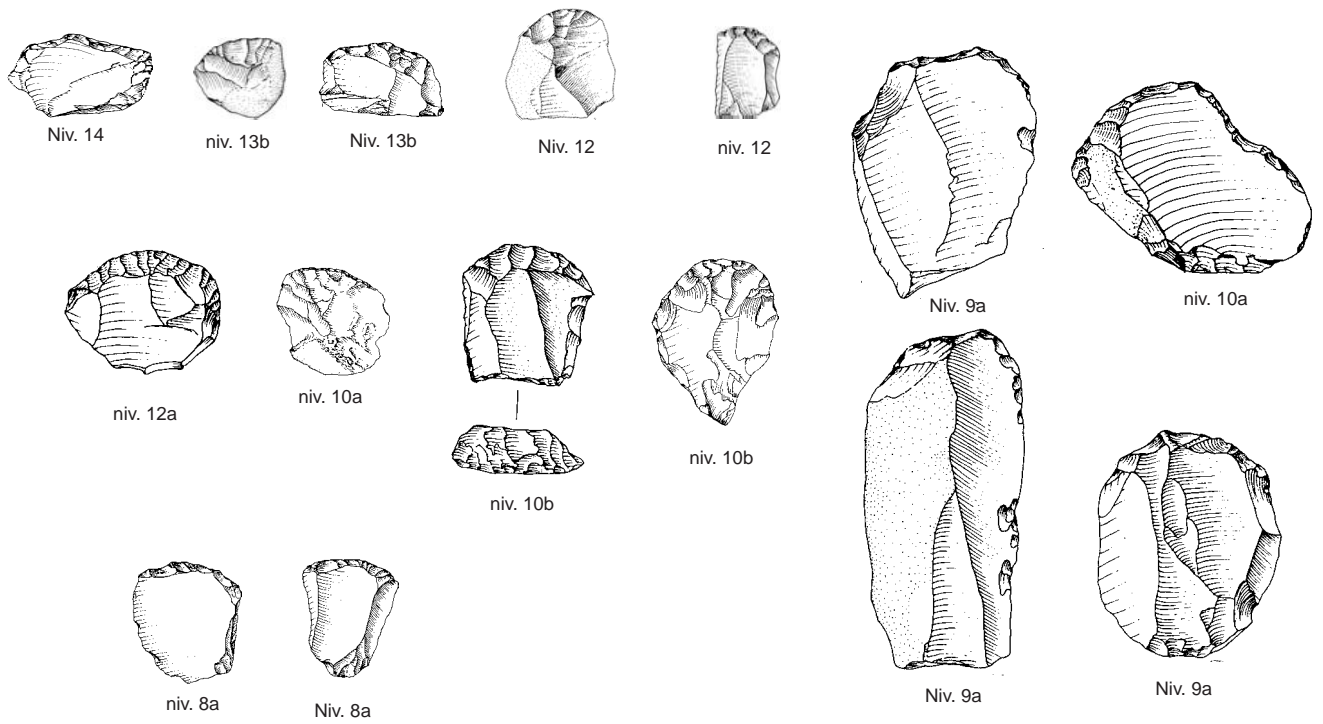 Niv. 14
niv. 13b
Niv. 13b
Niv. 12
niv. 12
Niv. 9a
niv. 10a
niv. 12a
niv. 10a
niv. 10b
niv. 10b
niv. 8a
Niv. 8a
Niv. 9a
Niv. 9a